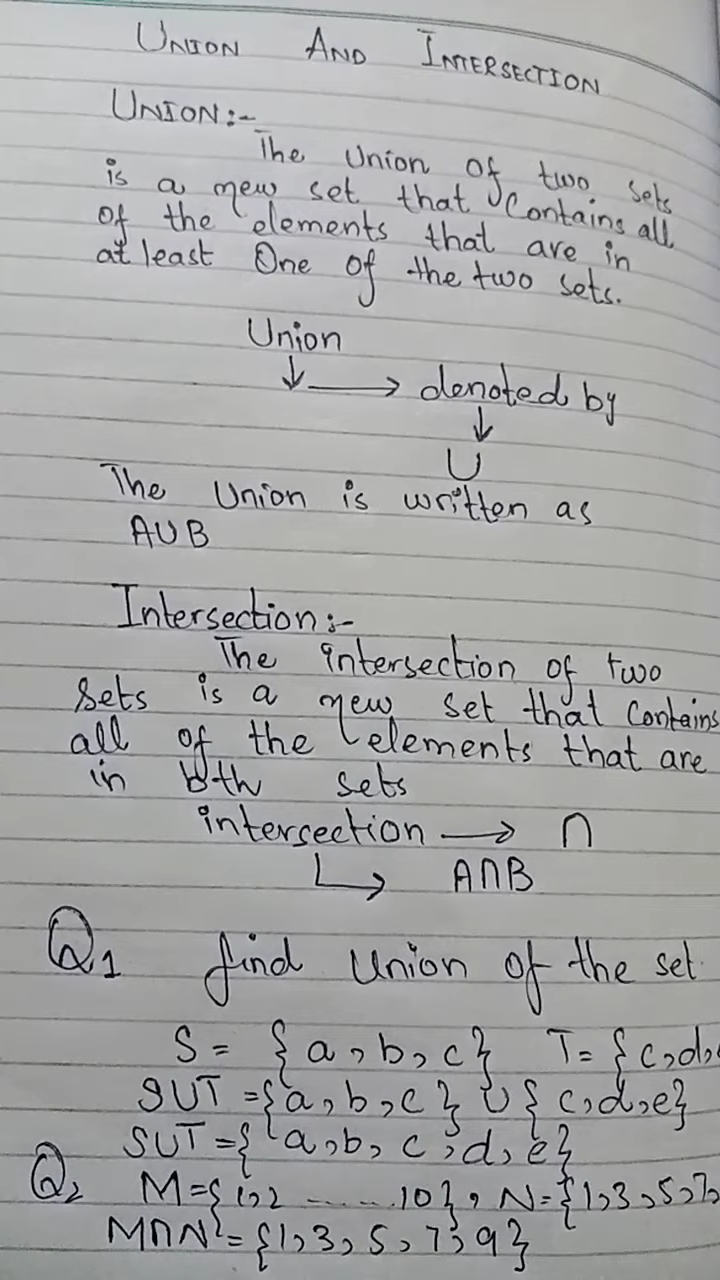 UNION AND INTERSECTION
UNION:-
The Union of two sets
is a new set that Contains all
of the elements that are in
at least One of the two sets.
Union
↓ → denoted by
↓
U
The Union is written as
AUB
Intersection:-
The intersection of two
sets is a new set that Contains
all of the elements that are
in both sets
intersection → ∩
↳ A∩B
Q1 find Union of the set
S = {a, b, c} T = {c, d,
SUT = {a, b, c} U {c, d, e}
SUT = {a, b, c, d, e}
Q2 M = {1, 2 ....... 10}, N = {1, 3, 5, 7,
M∩N = {1, 3, 5, 7, 9}